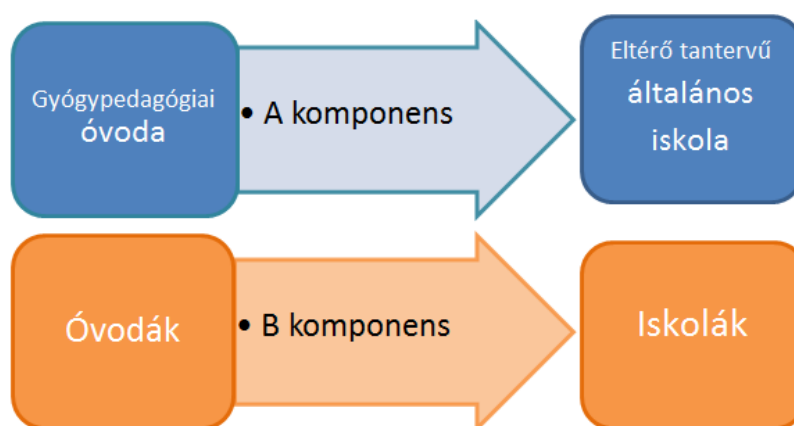 Gyógypedagógiai
óvoda
• A komponens
Eltérő tantervű
általános
iskola
Óvodák
• B komponens
Iskolák